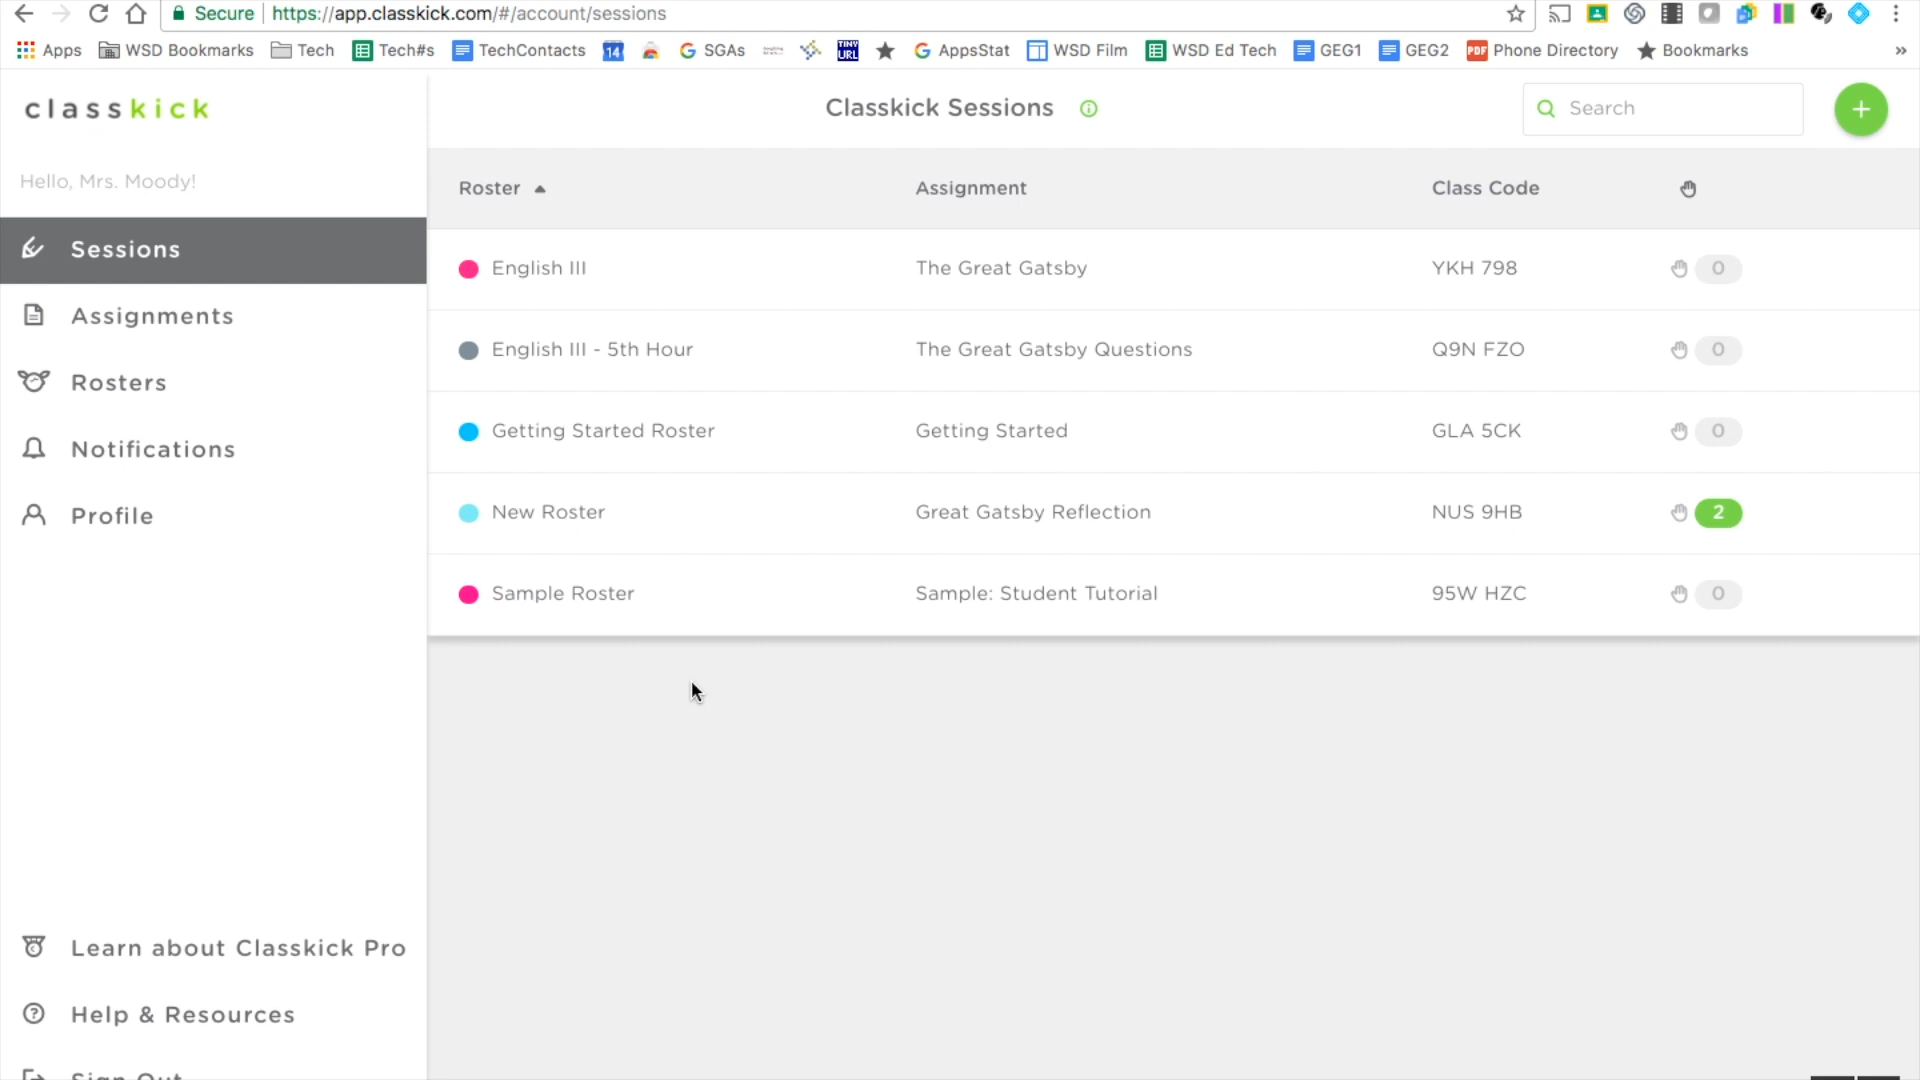 Secure https://app.classkick.com/#/account/sessions
Apps WSD Bookmarks Tech Tech#s TechContacts 14 SGAs TINY URL AppsStat WSD Film WSD Ed Tech GEG1 GEG2 PDF Phone Directory Bookmarks »
classkick
Classkick Sessions
Search
+
Hello, Mrs. Moody!
Roster Assignment Class Code
Sessions
English III The Great Gatsby YKH 798 0
Assignments
English III - 5th Hour The Great Gatsby Questions Q9N FZO 0
Rosters
Getting Started Roster Getting Started GLA 5CK 0
Notifications
New Roster Great Gatsby Reflection NUS 9HB 2
Profile
Sample Roster Sample: Student Tutorial 95W HZC 0
Learn about Classkick Pro
Help & Resources
Sign Out